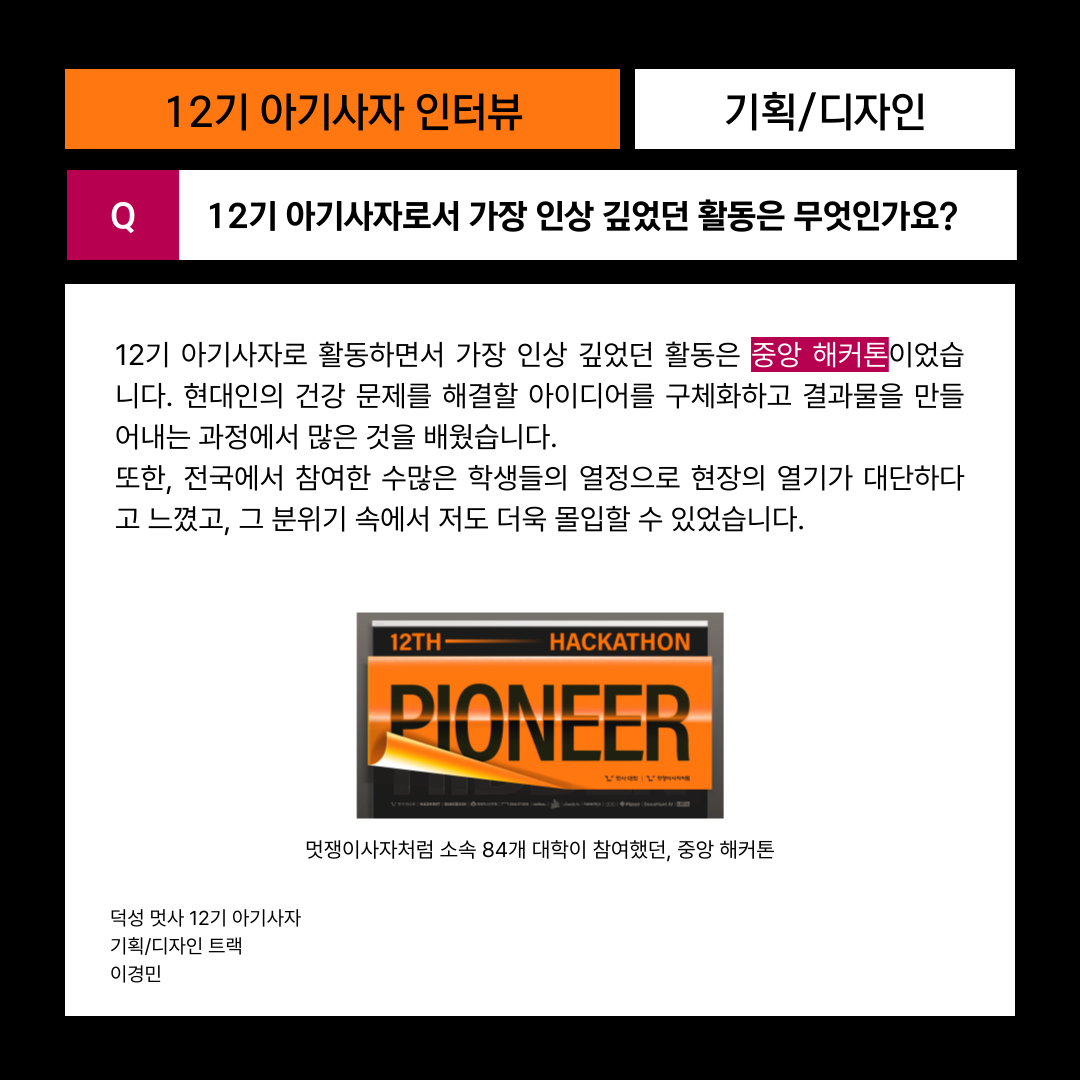 12기 아기사자 인터뷰
기획/디자인
Q
12기 아기사자로서 가장 인상 깊었던 활동은 무엇인가요?
12기 아기사자로 활동하면서 가장 인상 깊었던 활동은 중앙 해커톤이었습
니다. 현대인의 건강 문제를 해결할 아이디어를 구체화하고 결과물을 만들
어내는 과정에서 많은 것을 배웠습니다.
또한, 전국에서 참여한 수많은 학생들의 열정으로 현장의 열기가 대단하다
고 느꼈고, 그 분위기 속에서 저도 더욱 몰입할 수 있었습니다.
12TH HACKATHON
PIONEER
멋쟁이사자처럼 소속 84개 대학이 참여했던, 중앙 해커톤
덕성 멋사 12기 아기사자
기획/디자인 트랙
이경민